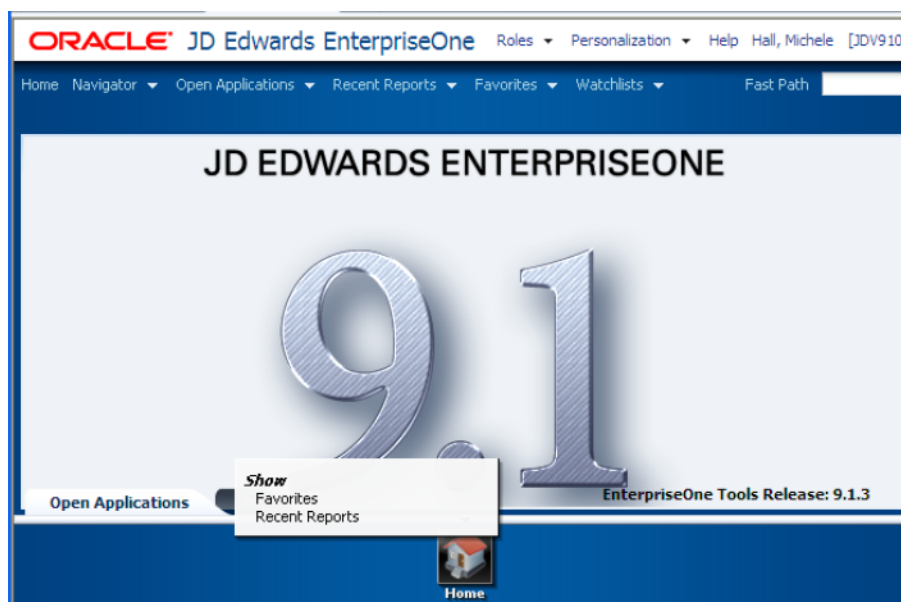 ORACLE JD Edwards EnterpriseOne Roles Personalization Help Hall, Michele [JDV910
Home Navigator Open Applications Recent Reports Favorites Watchlists Fast Path
JD EDWARDS ENTERPRISEONE
9.1
Show
Favorites
Recent Reports
Open Applications
EnterpriseOne Tools Release: 9.1.3
Home